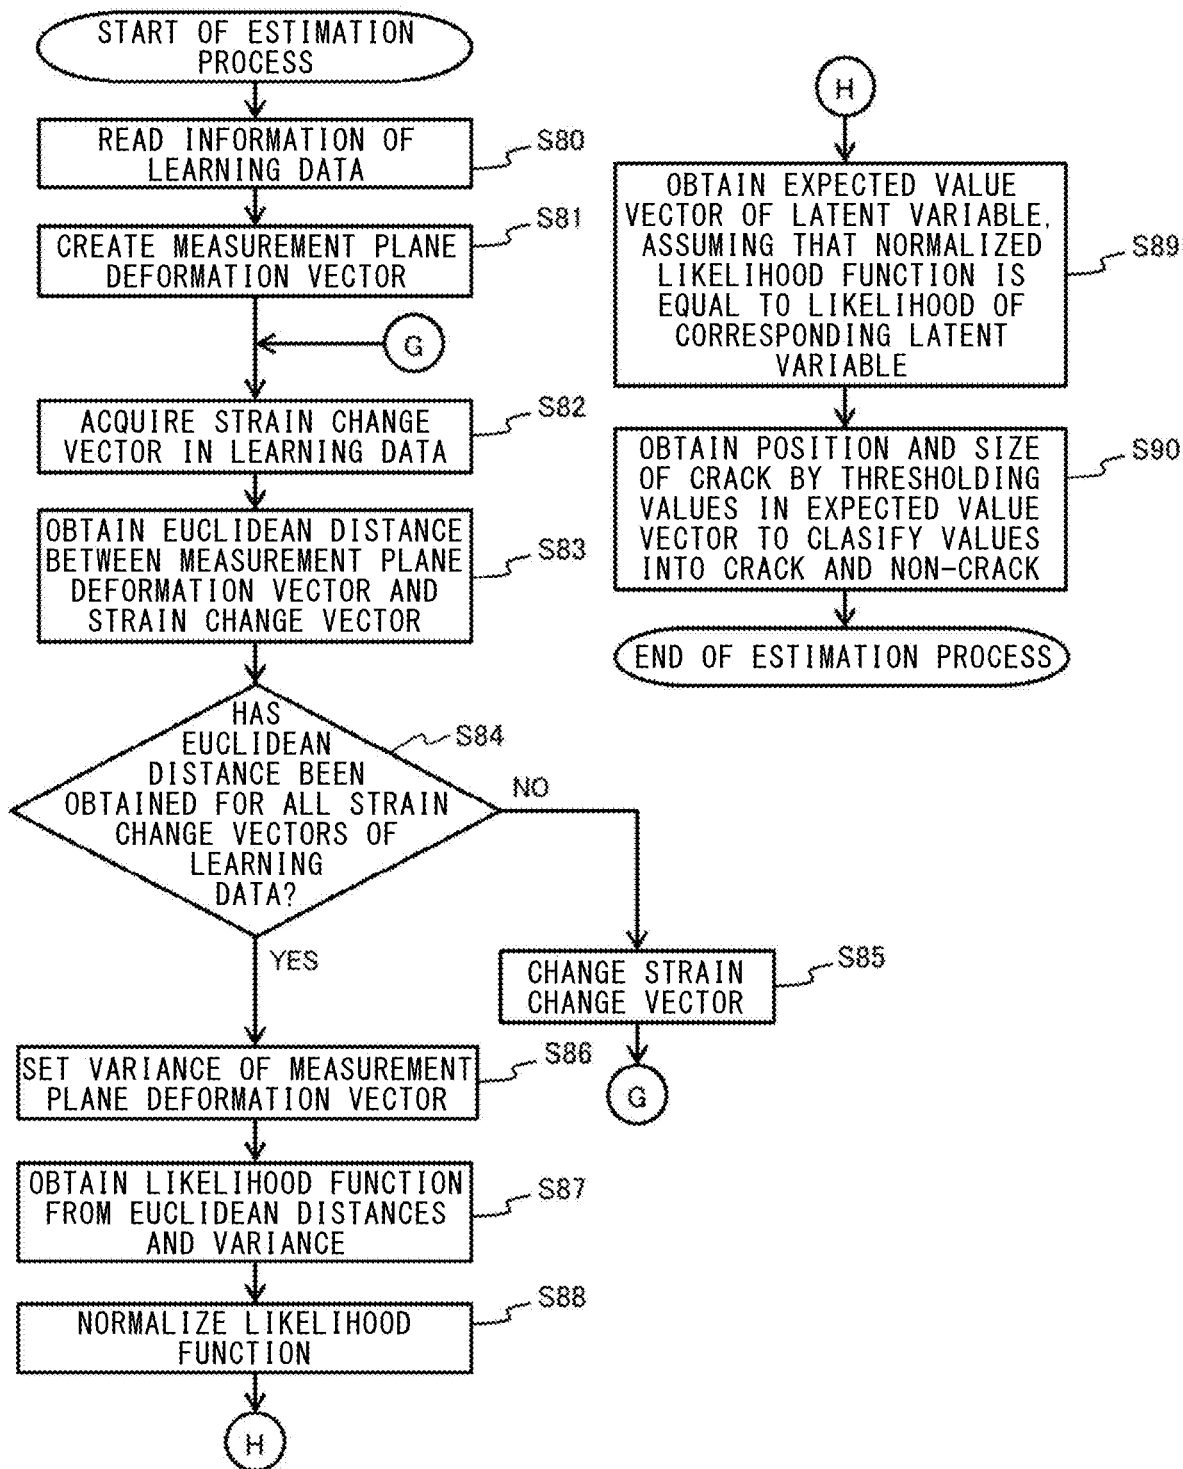 START OF ESTIMATION
PROCESS
READ INFORMATION OF
LEARNING DATA
S80
CREATE MEASUREMENT PLANE
DEFORMATION VECTOR
S81
G
ACQUIRE STRAIN CHANGE
VECTOR IN LEARNING DATA
S82
OBTAIN EUCLIDEAN DISTANCE
BETWEEN MEASUREMENT PLANE
DEFORMATION VECTOR AND
STRAIN CHANGE VECTOR
S83
HAS
EUCLIDEAN
DISTANCE BEEN
OBTAINED FOR ALL STRAIN
CHANGE VECTORS OF
LEARNING
DATA?
S84
NO
YES
CHANGE STRAIN
CHANGE VECTOR
S85
G
SET VARIANCE OF MEASUREMENT
PLANE DEFORMATION VECTOR
S86
OBTAIN LIKELIHOOD FUNCTION
FROM EUCLIDEAN DISTANCES
AND VARIANCE
S87
NORMALIZE LIKELIHOOD
FUNCTION
S88
H
H
OBTAIN EXPECTED VALUE
VECTOR OF LATENT VARIABLE,
ASSUMING THAT NORMALIZED
LIKELIHOOD FUNCTION IS
EQUAL TO LIKELIHOOD OF
CORRESPONDING LATENT
VARIABLE
S89
OBTAIN POSITION AND SIZE
OF CRACK BY THRESHOLDING
VALUES IN EXPECTED VALUE
VECTOR TO CLASIFY VALUES
INTO CRACK AND NON-CRACK
S90
END OF ESTIMATION PROCESS